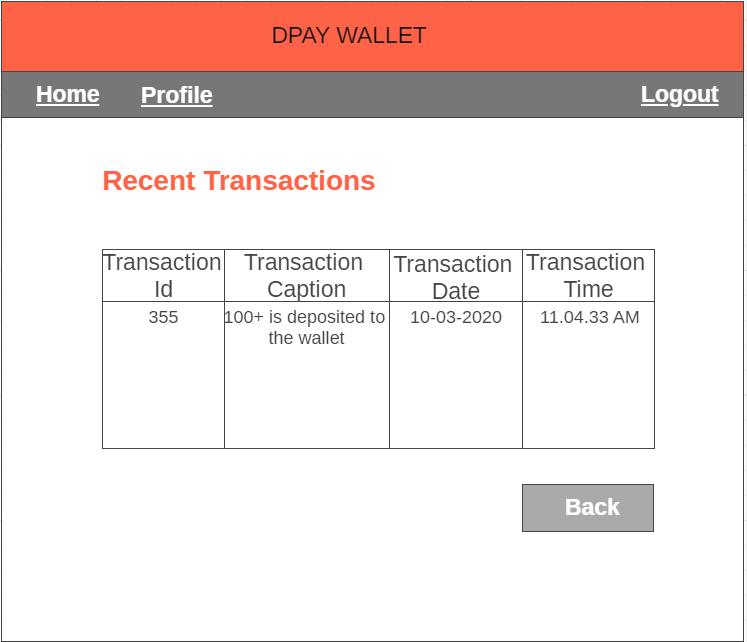 DPAY WALLET
Home Profile Logout
Recent Transactions
Transaction Id
Transaction Caption
Transaction Date
Transaction Time
355
100+ is deposited to
the wallet
10-03-2020
11.04.33 AM
Back